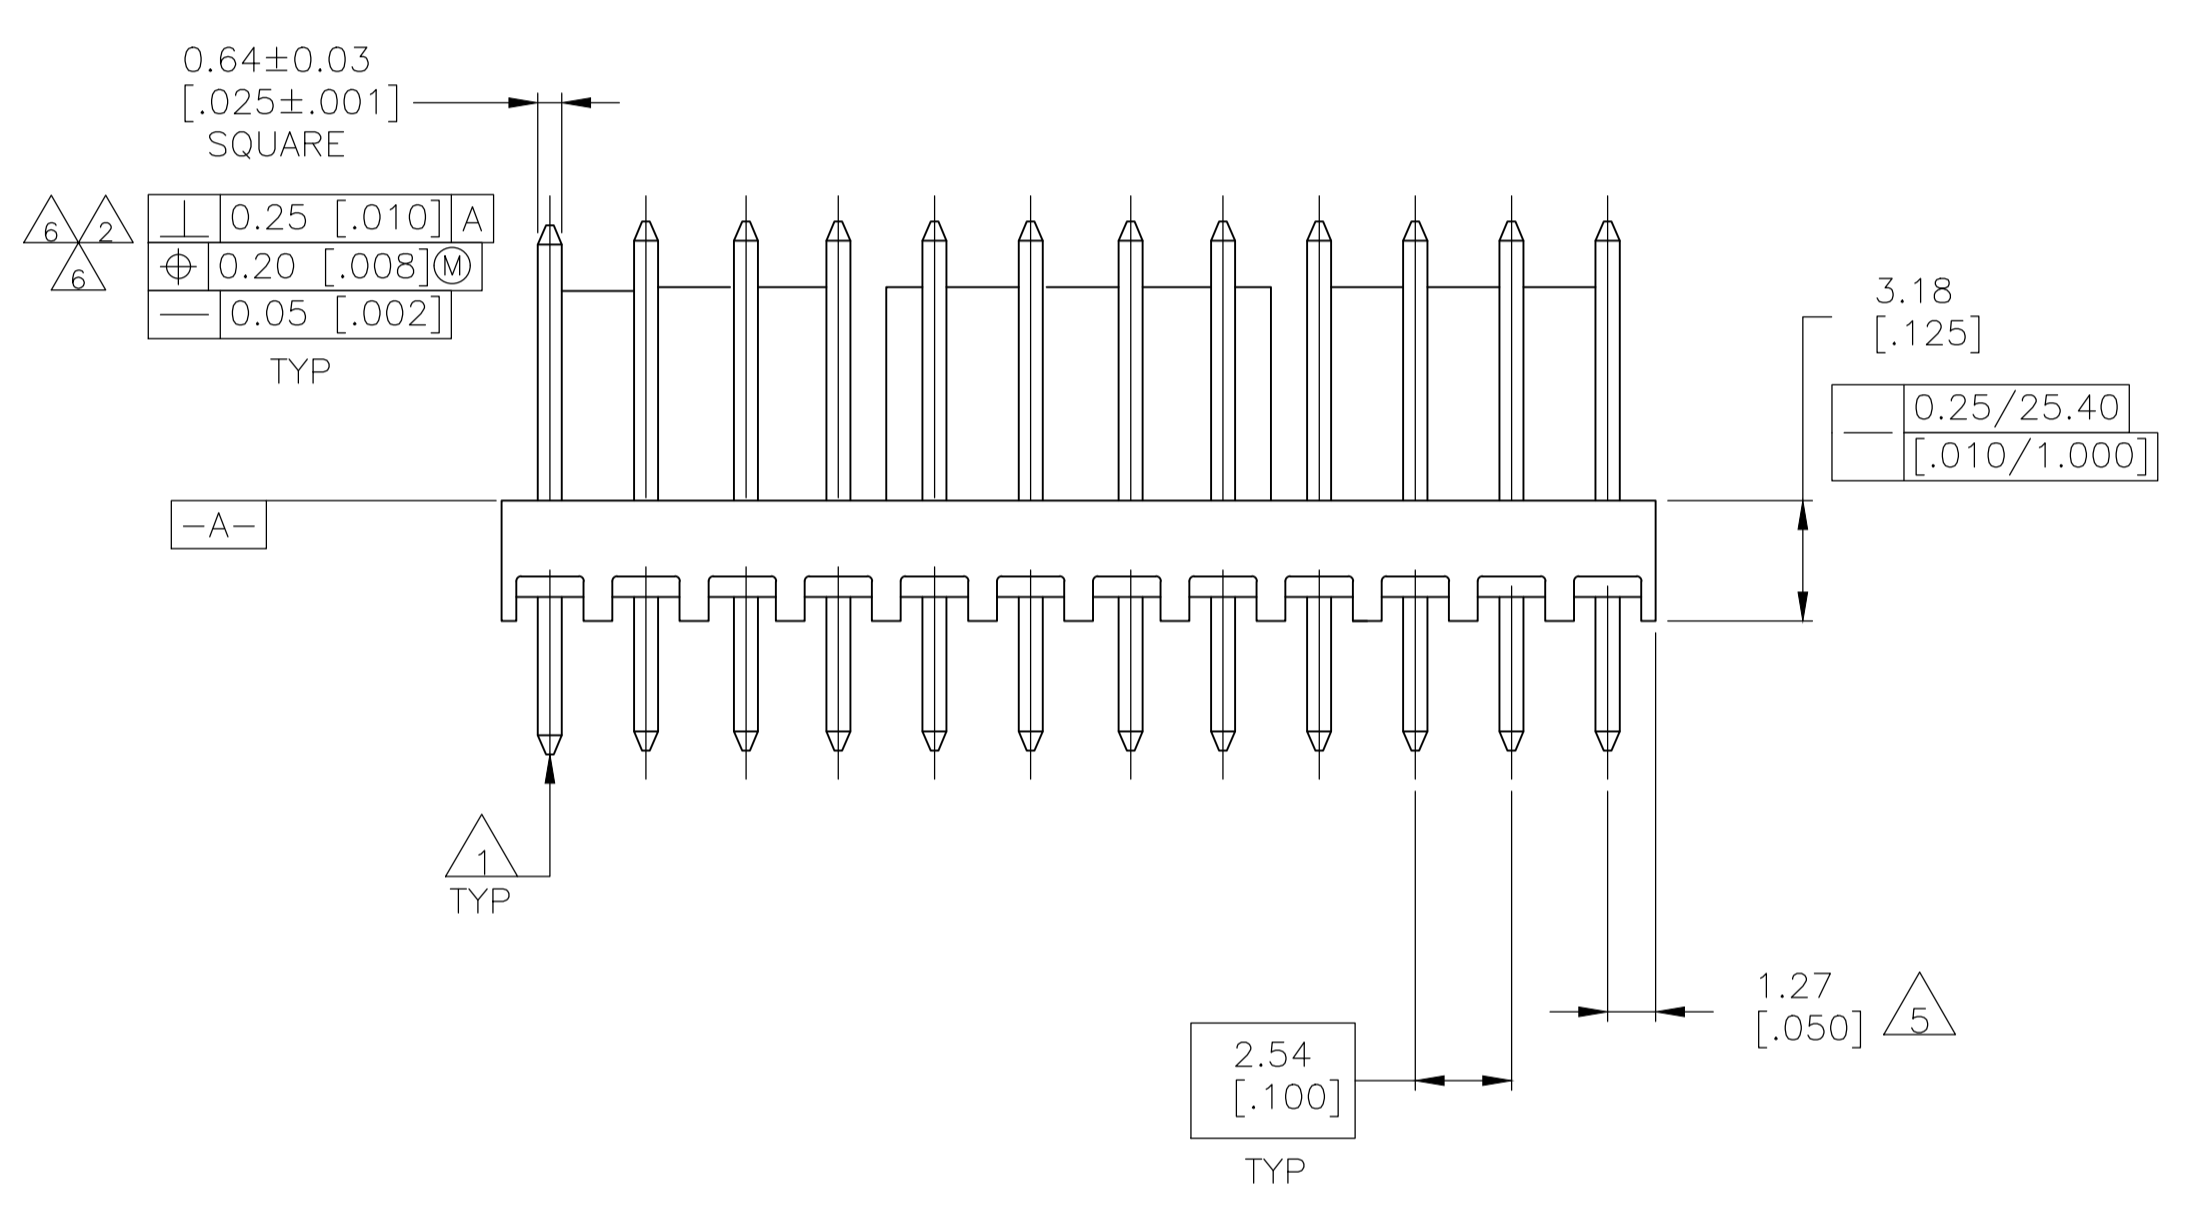 0.64±0.03
[.025±.001]
SQUARE
6 2 ⊥ 0.25 [.010] A
6 ⌖ 0.20 [.008] Ⓜ
— 0.05 [.002]
TYP
3.18
[.125]
— 0.25/25.40
[.010/1.000]
-A-
1
TYP
1.27
[.050] 5
2.54
[.100]
TYP